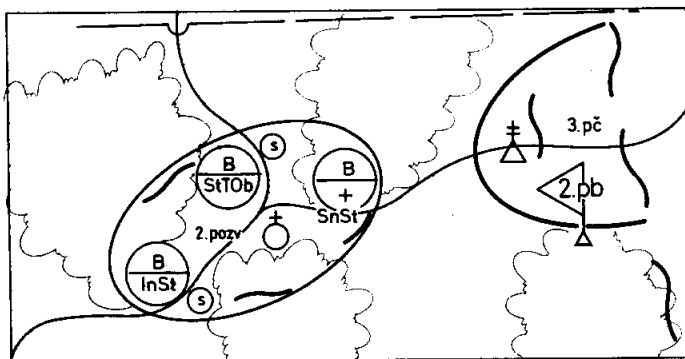 3.pč
S
B
StTOb
B
+
SnSt
2.pb
2.pozv
B
InSt
S